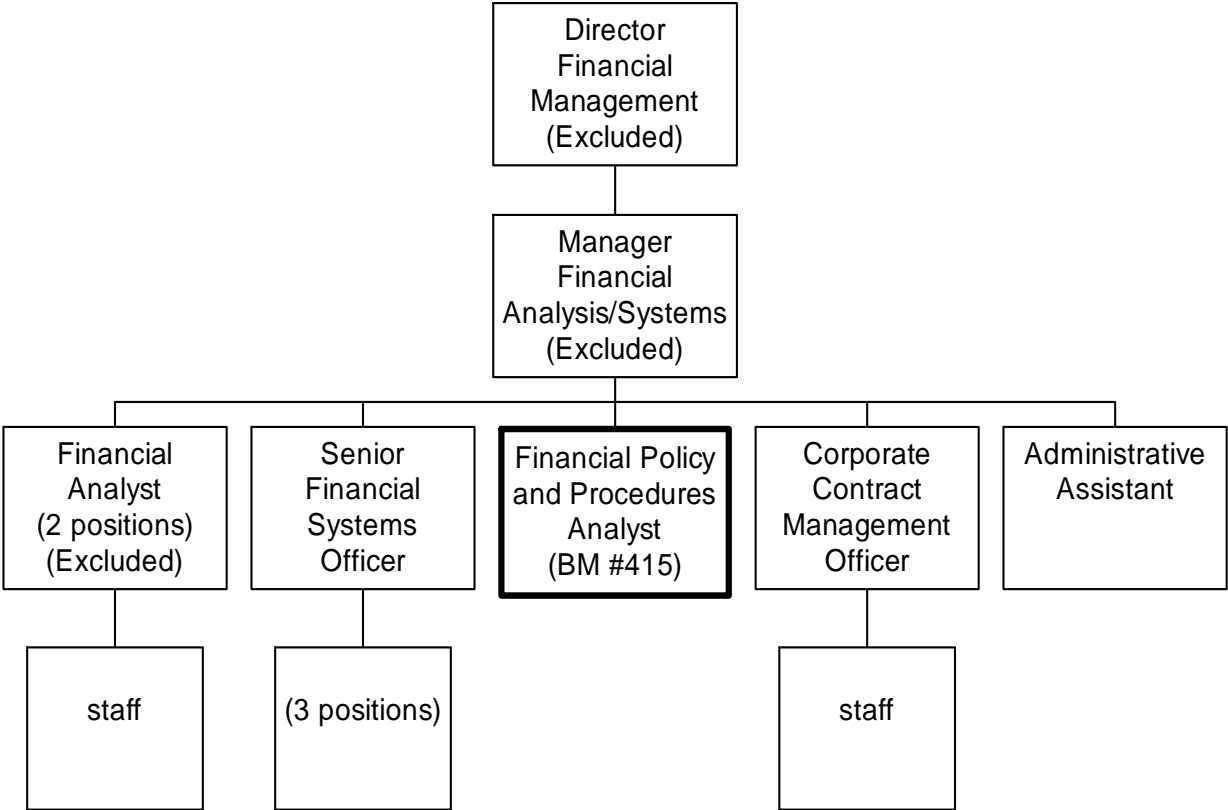 Director
Financial
Management
(Excluded)
Manager
Financial
Analysis/Systems
(Excluded)
Financial
Analyst
(2 positions)
(Excluded)
Senior
Financial
Systems
Officer
Financial Policy
and Procedures
Analyst
(BM #415)
Corporate
Contract
Management
Officer
Administrative
Assistant
staff
(3 positions)
staff